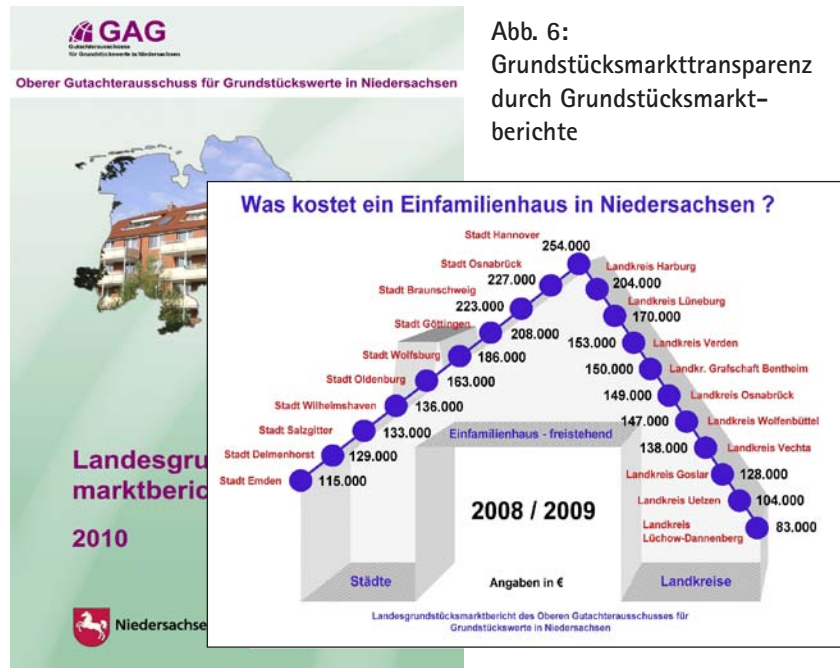 GAG
Gutachterausschüsse
für Grundstückswerte in Niedersachsen
Oberer Gutachterausschuss für Grundstückswerte in Niedersachsen
Abb. 6:
Grundstücksmarkttransparenz
durch Grundstücksmarkt-
berichte
Was kostet ein Einfamilienhaus in Niedersachsen ?
Stadt Hannover
254.000
Stadt Osnabrück
227.000
Stadt Braunschweig
223.000
Stadt Göttingen
208.000
Stadt Wolfsburg
186.000
Stadt Oldenburg
163.000
Stadt Wilhelmshaven
136.000
Stadt Salzgitter
133.000
Stadt Delmenhorst
129.000
Stadt Emden
115.000
Landkreis Harburg
204.000
Landkreis Lüneburg
170.000
153.000
Landkreis Verden
150.000
Landkr. Grafschaft Bentheim
149.000
Landkreis Osnabrück
147.000
Landkreis Wolfenbüttel
138.000
Landkreis Vechta
Landkreis Goslar
128.000
Landkreis Uelzen
104.000
Landkreis
Lüchow-Dannenberg
83.000
Einfamilienhaus - freistehend
2008 / 2009
Städte
Angaben in €
Landkreise
Landesgrundstücksmarktbericht des Oberen Gutachterausschusses für
Grundstückswerte in Niedersachsen
Landesgru
marktberic
2010
Niedersachse